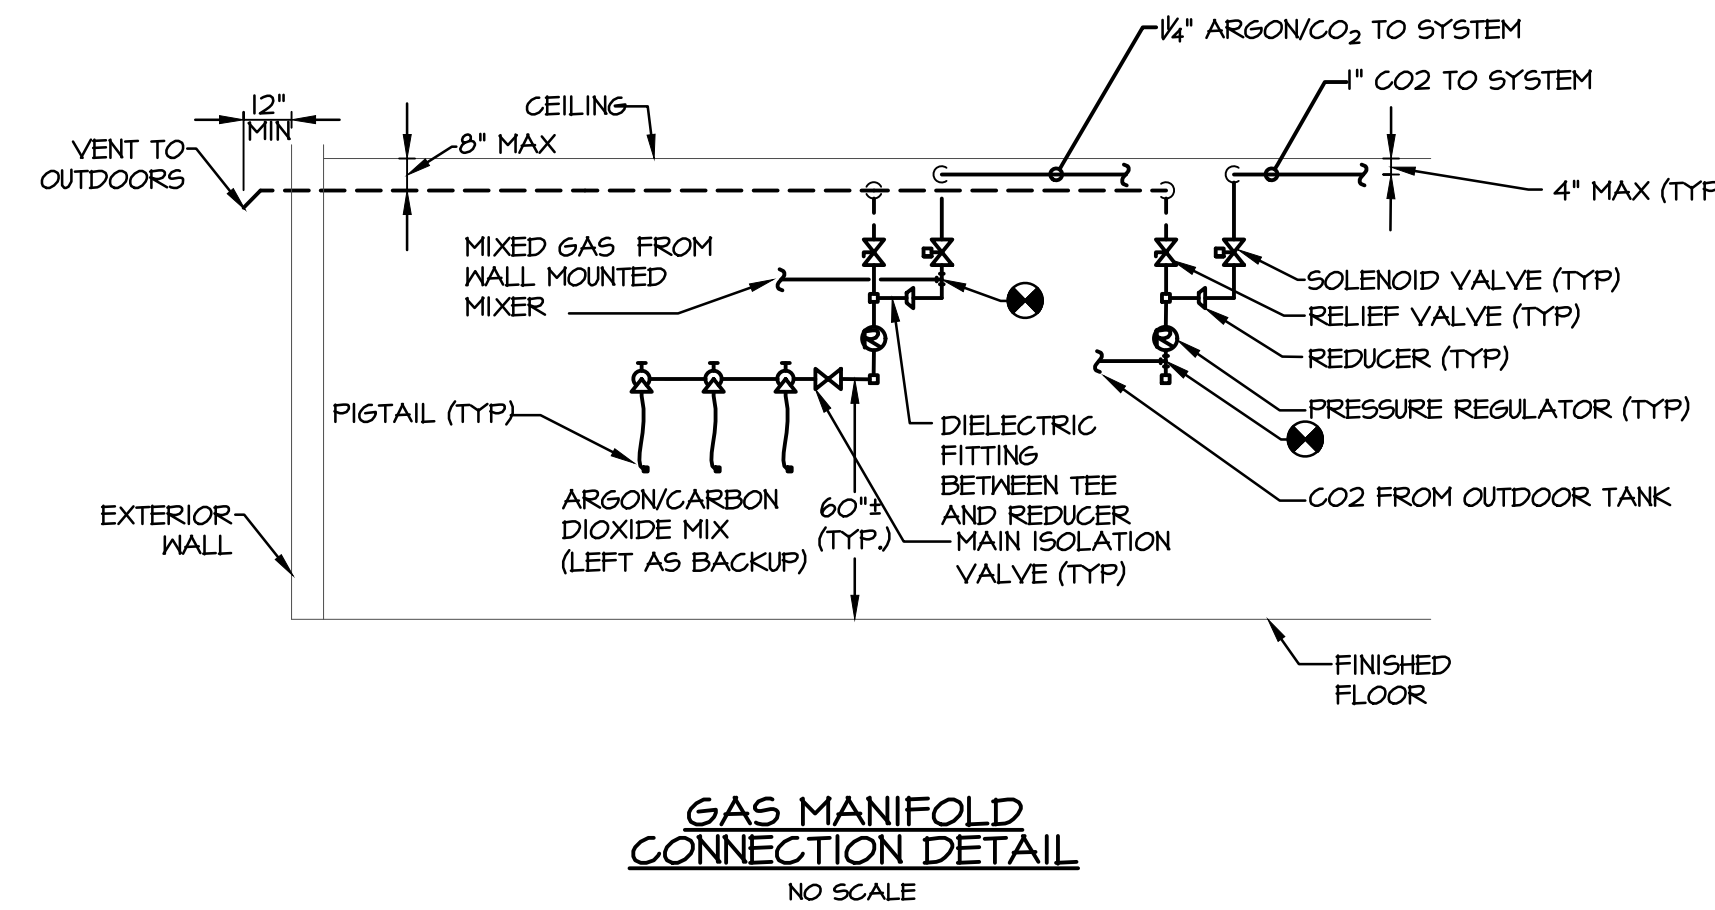 1¼" ARGON/CO₂ TO SYSTEM
1" CO2 TO SYSTEM
12"
MIN
CEILING
8" MAX
VENT TO
OUTDOORS
4" MAX (TYP
MIXED GAS FROM
WALL MOUNTED
MIXER
SOLENOID VALVE (TYP)
RELIEF VALVE (TYP)
REDUCER (TYP)
PIGTAIL (TYP)
PRESSURE REGULATOR (TYP)
DIELECTRIC
FITTING
BETWEEN TEE
AND REDUCER
ARGON/CARBON
DIOXIDE MIX
(LEFT AS BACKUP)
60"±
(TYP.)
CO2 FROM OUTDOOR TANK
MAIN ISOLATION
VALVE (TYP)
EXTERIOR
WALL
FINISHED
FLOOR
GAS MANIFOLD
CONNECTION DETAIL
NO SCALE